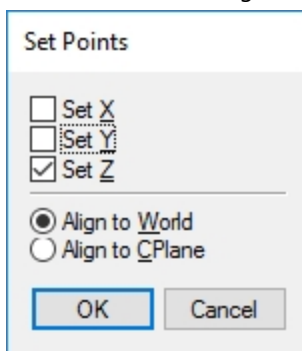 Set Points
Set X
Set Y
Set Z
Align to World
Align to CPlane
OK
Cancel